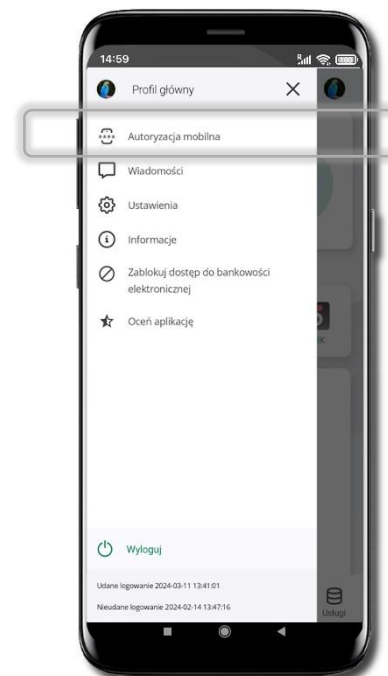 14:59
R
Profil główny
Autoryzacja mobilna
Wiadomości
Ustawienia
Informacje
Zablokuj dostęp do bankowości
elektronicznej
Oceń aplikację
IK
Wyloguj
Udane logowanie 2024-03-11 13:41:01
Nieudane logowanie 2024-02-14 13:47:16
Usługi